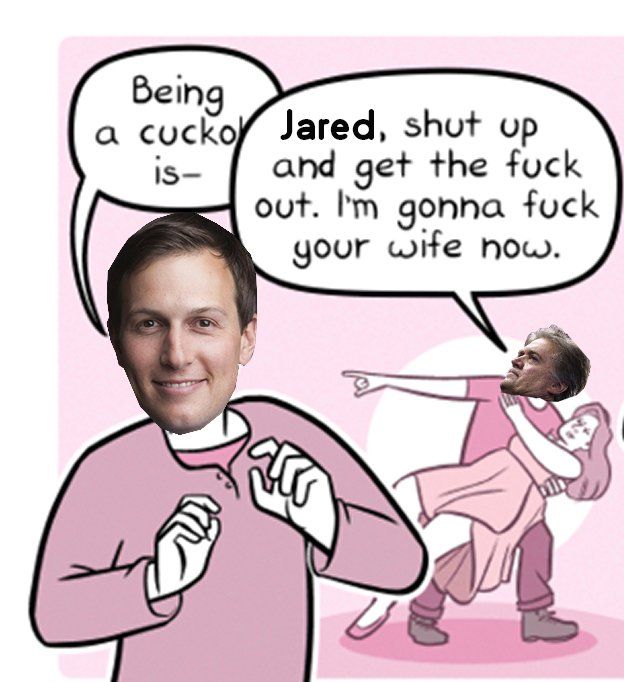 Being
a cucko
is—
Jared, shut up
and get the fuck
out. I'm gonna fuck
your wife now.